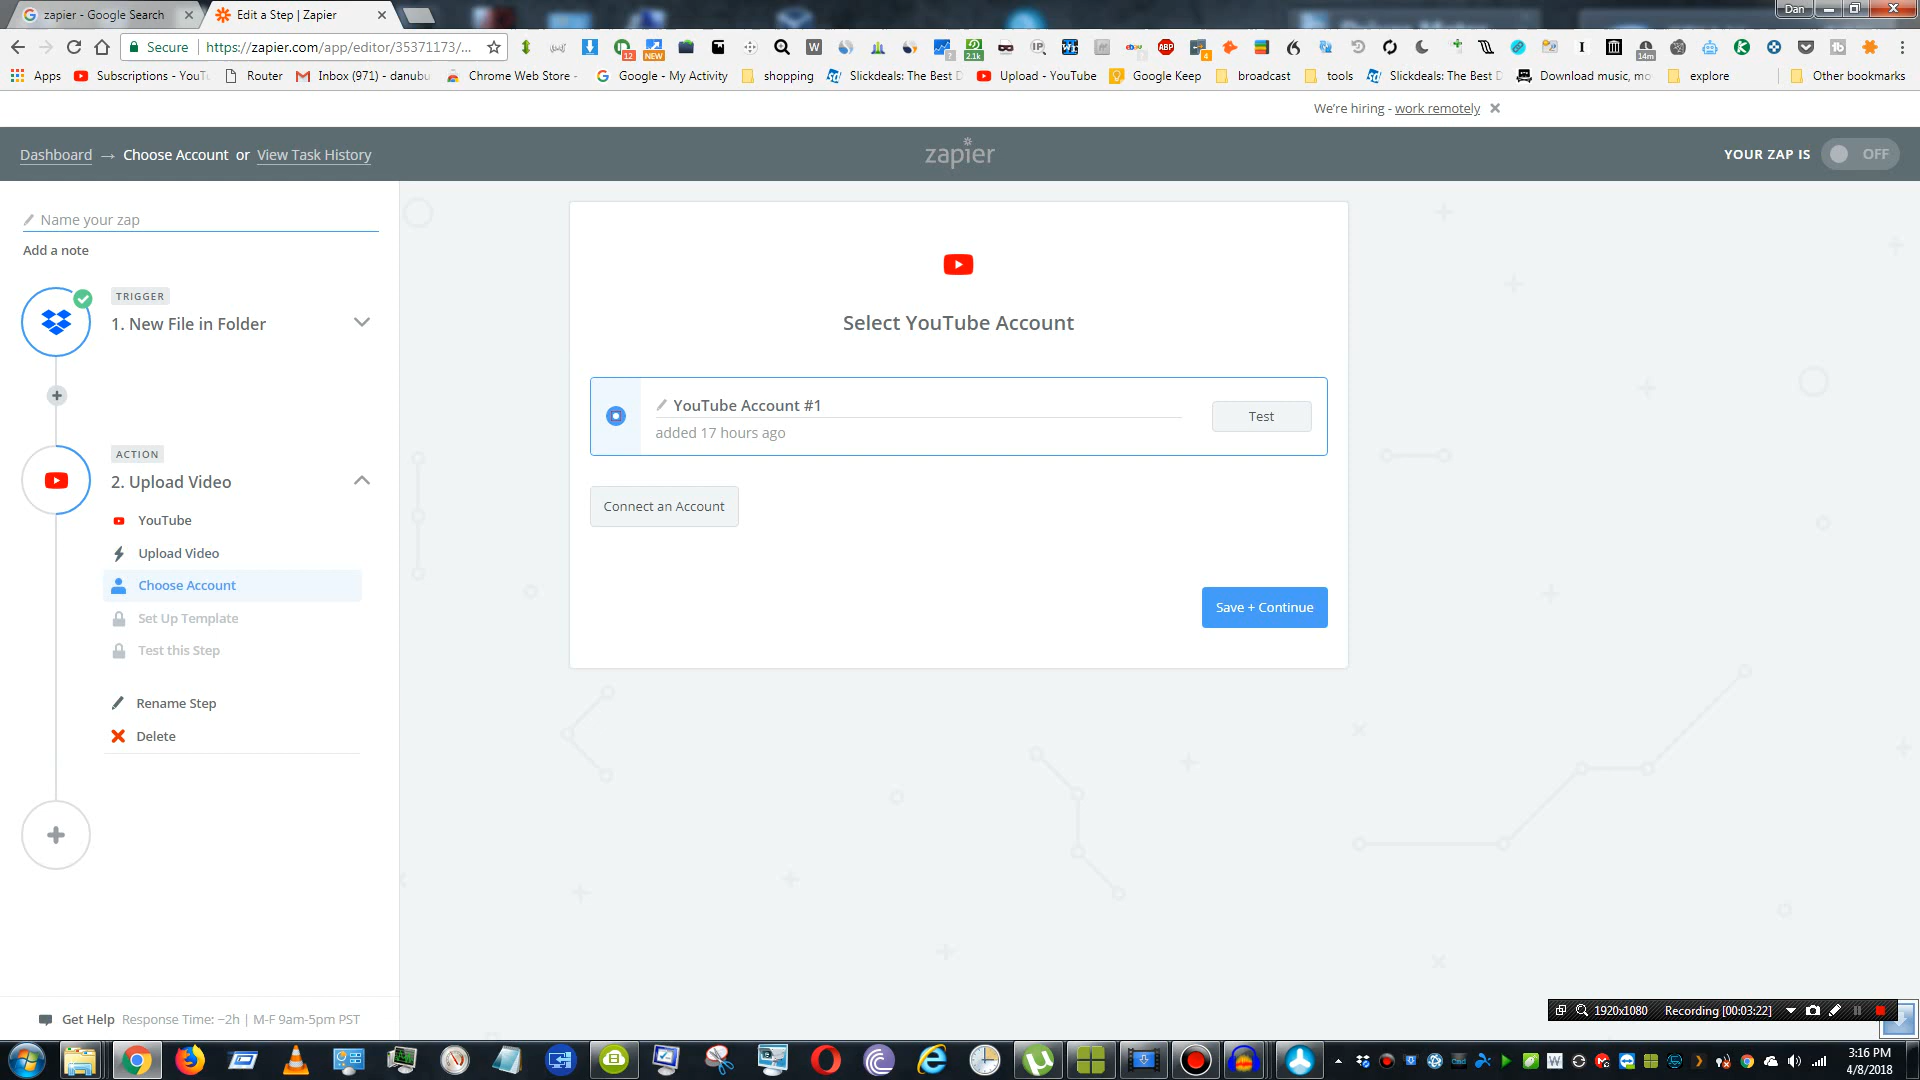 zapier - Google Search
Edit a Step | Zapier
Dan
Secure
https://zapier.com/app/editor/35371173/...
12
NEW
2.1k
14m
Apps
Subscriptions - YouTu
Router
Inbox (971) - danubu
Chrome Web Store -
Google - My Activity
shopping
Slickdeals: The Best D
Upload - YouTube
Google Keep
broadcast
tools
Slickdeals: The Best D
Download music, mo
explore
Other bookmarks
We're hiring - work remotely
Dashboard → Choose Account or View Task History
zapier
YOUR ZAP IS
OFF
Name your zap
Add a note
TRIGGER
1. New File in Folder
ACTION
2. Upload Video
YouTube
Upload Video
Choose Account
Set Up Template
Test this Step
Rename Step
Delete
Select YouTube Account
YouTube Account #1
added 17 hours ago
Test
Connect an Account
Save + Continue
Get Help Response Time: ~2h | M-F 9am-5pm PST
1920x1080
Recording [00:03:22]
3:16 PM
4/8/2018